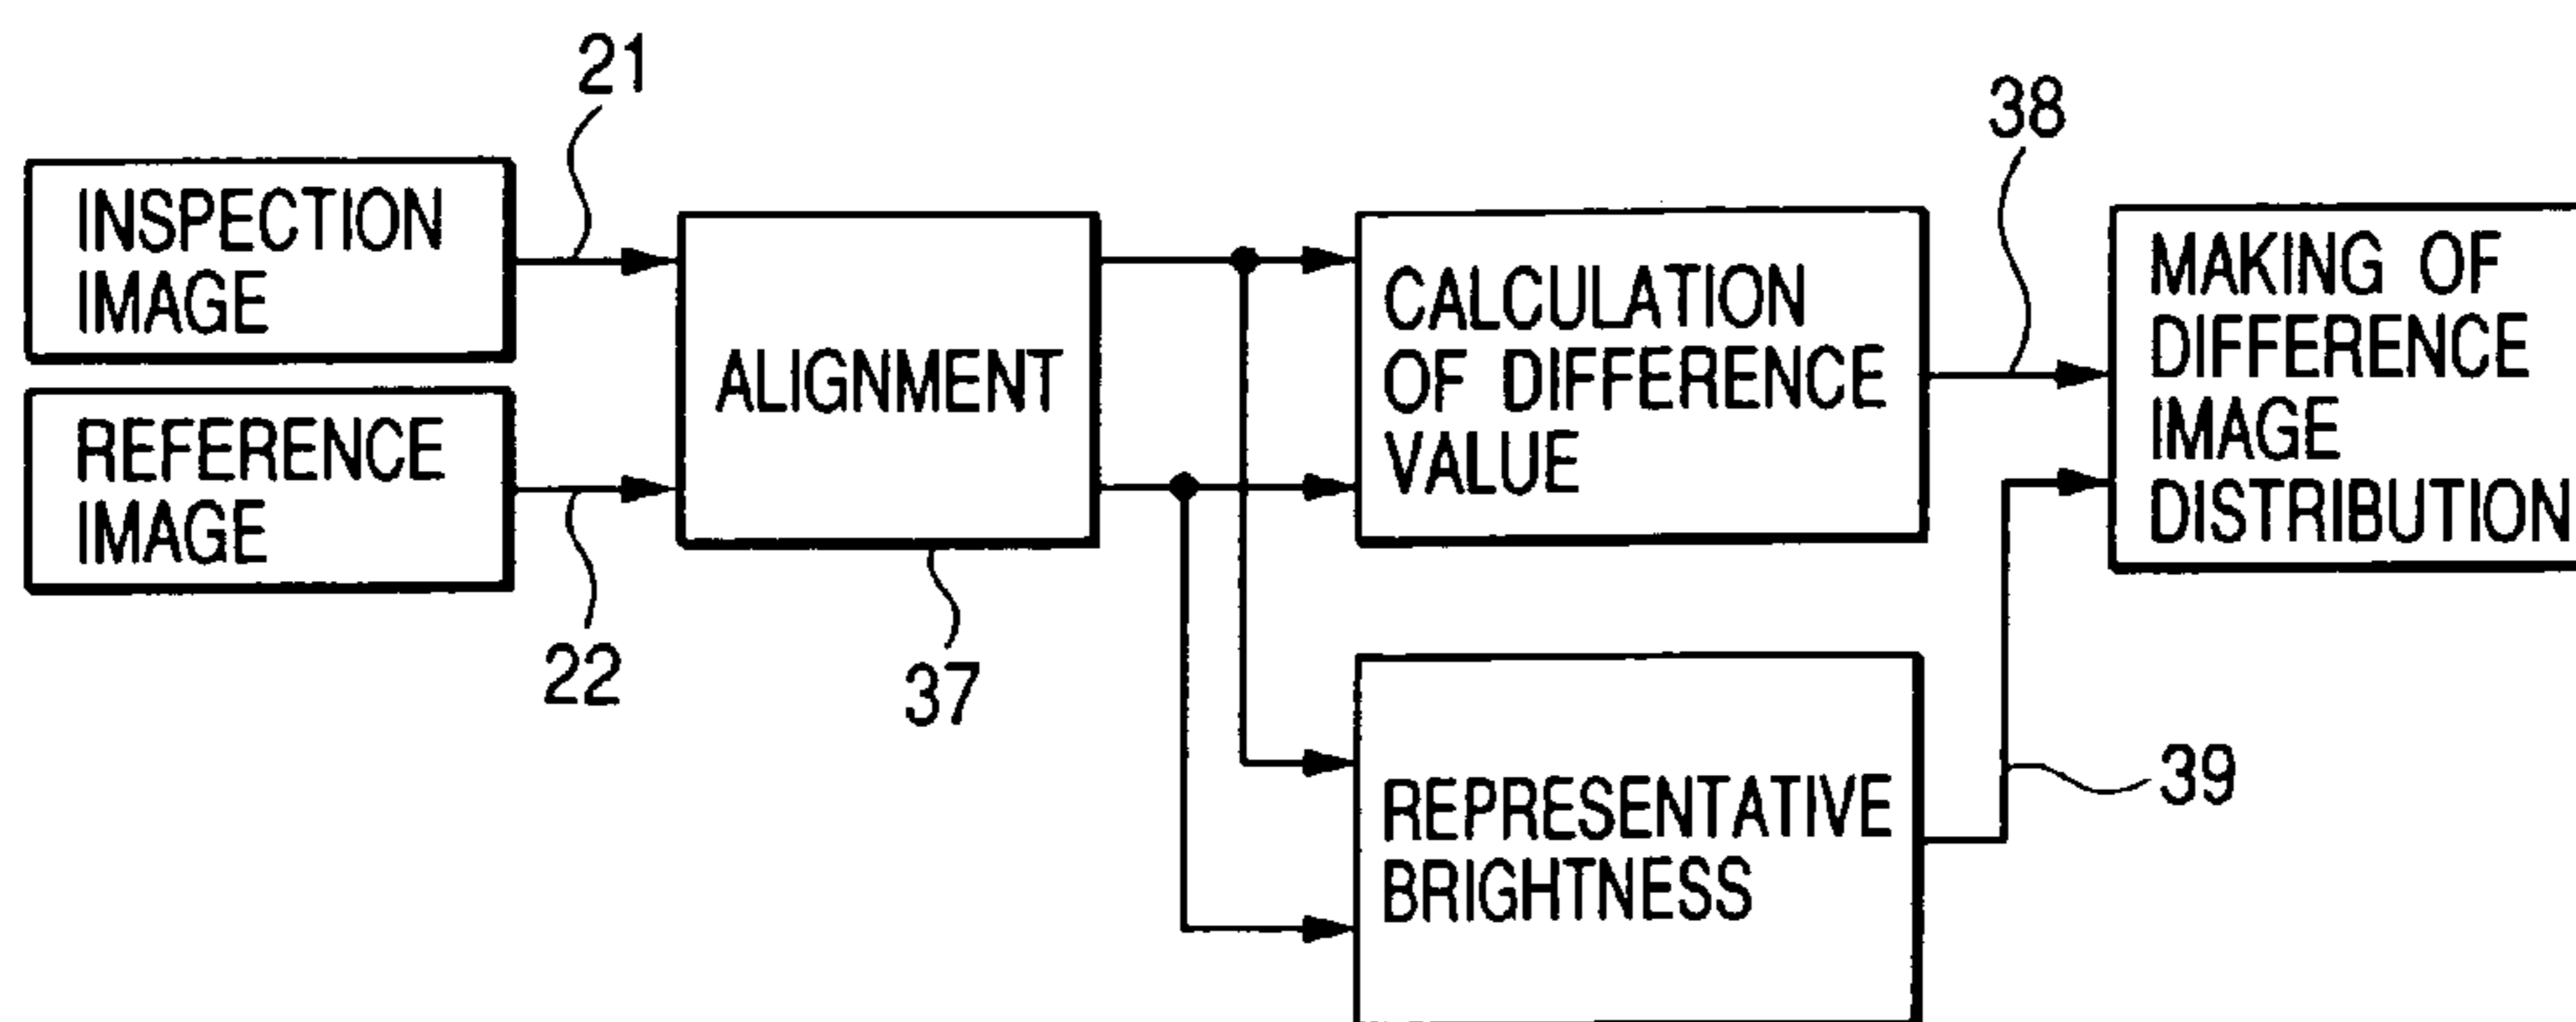 21
38
INSPECTION
IMAGE
REFERENCE
IMAGE
22
ALIGNMENT
37
CALCULATION
OF DIFFERENCE
VALUE
MAKING OF
DIFFERENCE
IMAGE
DISTRIBUTION
REPRESENTATIVE
BRIGHTNESS
39